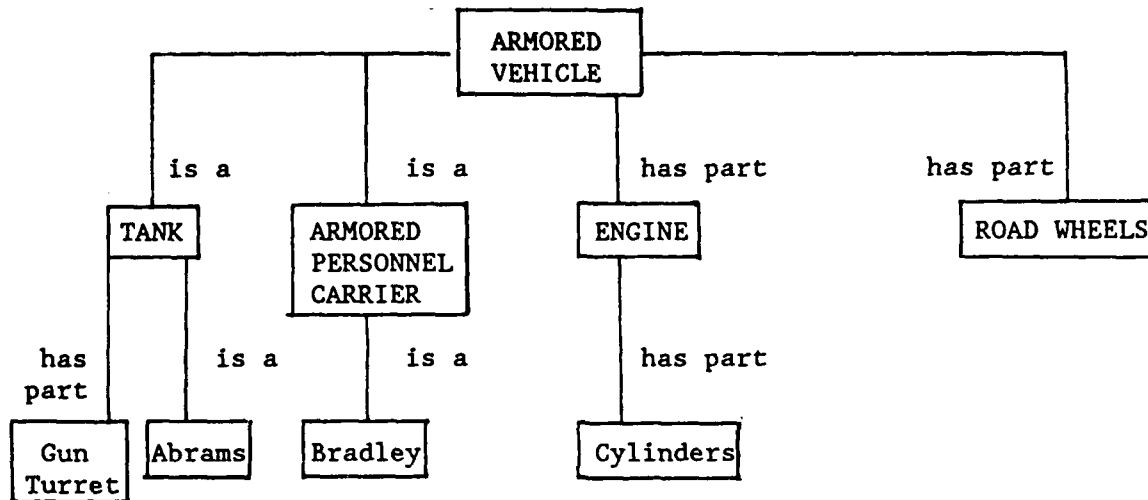 ARMORED
VEHICLE
is a
is a
has part
has part
TANK
ARMORED
PERSONNEL
CARRIER
ENGINE
ROAD WHEELS
has
part
is a
is a
has part
Gun
Turret
Abrams
Bradley
Cylinders